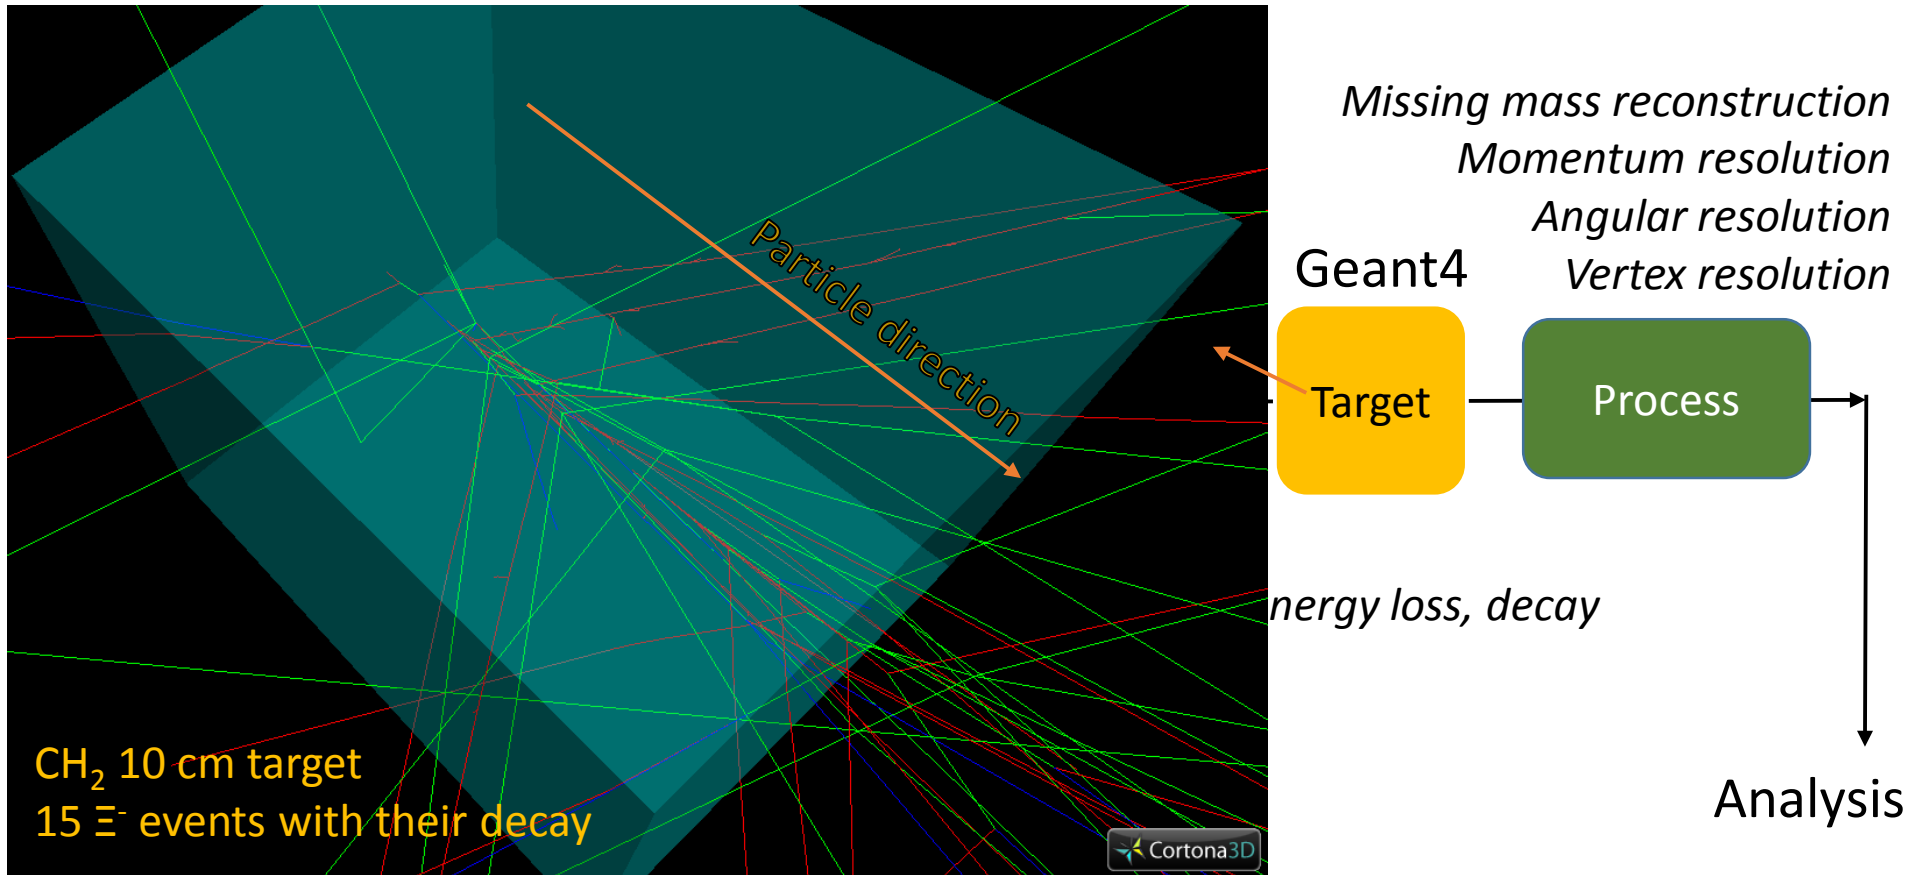 Missing mass reconstruction
Momentum resolution
Angular resolution
Vertex resolution
Particle direction
Geant4
Target
Process
nergy loss, decay
Analysis
CH₂ 10 cm target
15 Ξ⁻ events with their decay
Cortona3D